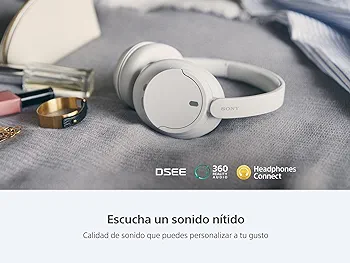 SONY
DSEE
360
REALITY
AUDIO
Headphones
Connect
Escucha un sonido nítido
Calidad de sonido que puedes personalizar a tu gusto